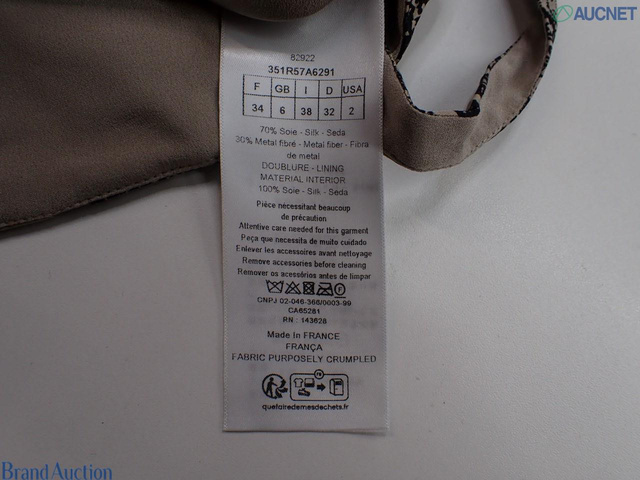 AUCNET
82922
351R57A6291
F GB I D USA
34 6 38 32 2
70% Soie - Silk - Seda
30% Metal fibré - Metal fiber - Fibra
de metal
DOUBLURE - LINING
MATERIAL INTERIOR
100% Soie - Silk - Seda
Pièce nécessitant beaucoup
de précaution
Attentive care needed for this garment
Peça que necessita de muito cuidado
Enlever les accessoires avant nettoyage
Remove accessories before cleaning
Remover os acessórios antes de limpar
CNPJ 02-046-386/0003-99
CA65281
RN : 143628
Made in FRANCE
FRANÇA
FABRIC PURPOSELY CRUMPLED
quefairedemesdechets.fr
Brand Auction